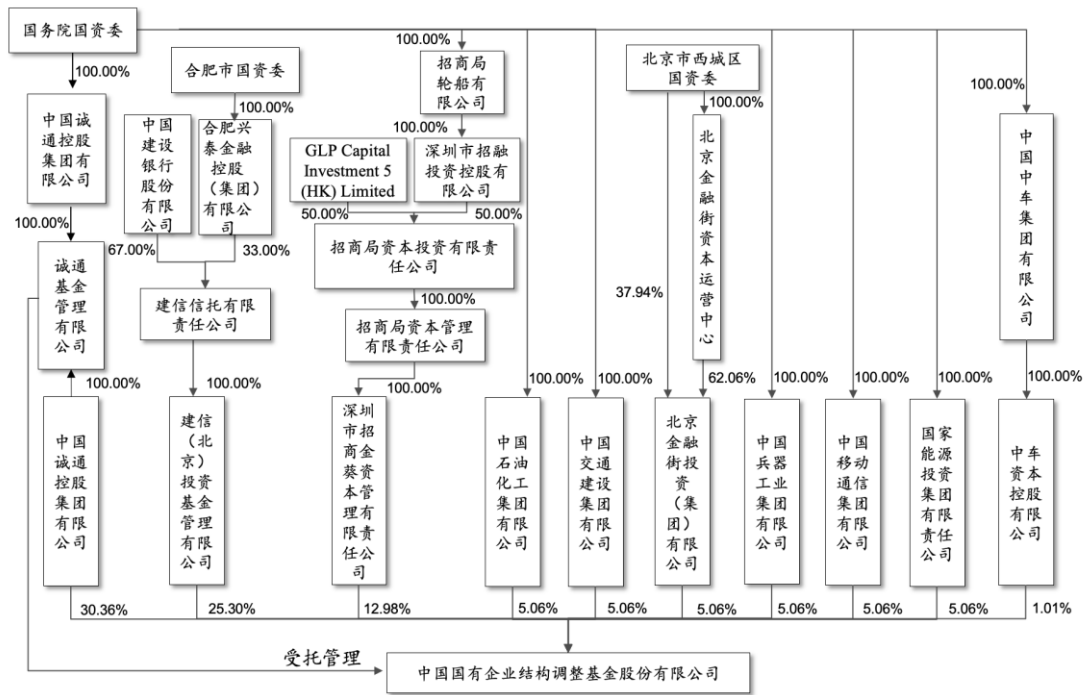 国务院国资委
100.00%
合肥市国资委
100.00%
招商局
轮船有
限公司
北京市西城区
国资委
100.00%
100.00%
100.00%
100.00%
100.00%
中国诚
通控股
集团有
限公司
中国
建设
银行
股份
有限
公司
合肥兴
泰金融
控股
（集团）
有限公
司
GLP Capital
Investment 5
(HK) Limited
深圳市招融
投资控股有
限公司
北京金融街资本运营中心
中国中车集团有限公司
50.00%
50.00%
100.00%
67.00%
33.00%
招商局资本投资有限责
任公司
诚通
基金
管理
有限
公司
37.94%
建信信托有限
责任公司
100.00%
招商局资本管理
有限责任公司
100.00%
100.00%
100.00%
100.00%
100.00%
62.06%
100.00%
100.00%
100.00%
100.00%
中国
诚通
控股
集团
有限
公司
建信
（北
京）
投资
基金
管理
有限
公司
深圳
市招
商金
葵资
本管
理有
限责
任公
司
中国
石油
化工
集团
有限
公司
中国
交通
建设
集团
有限
公司
北京
金融
街投
资
（集
团）
有限
公司
中国
兵器
工业
集团
有限
公司
中国
移动
通信
集团
有限
公司
国家
能源
投资
集团
有限
责任
公司
中车
资本
控股
有限
公司
30.36%
25.30%
12.98%
5.06%
5.06%
5.06%
5.06%
5.06%
5.06%
1.01%
受托管理
中国国有企业结构调整基金股份有限公司